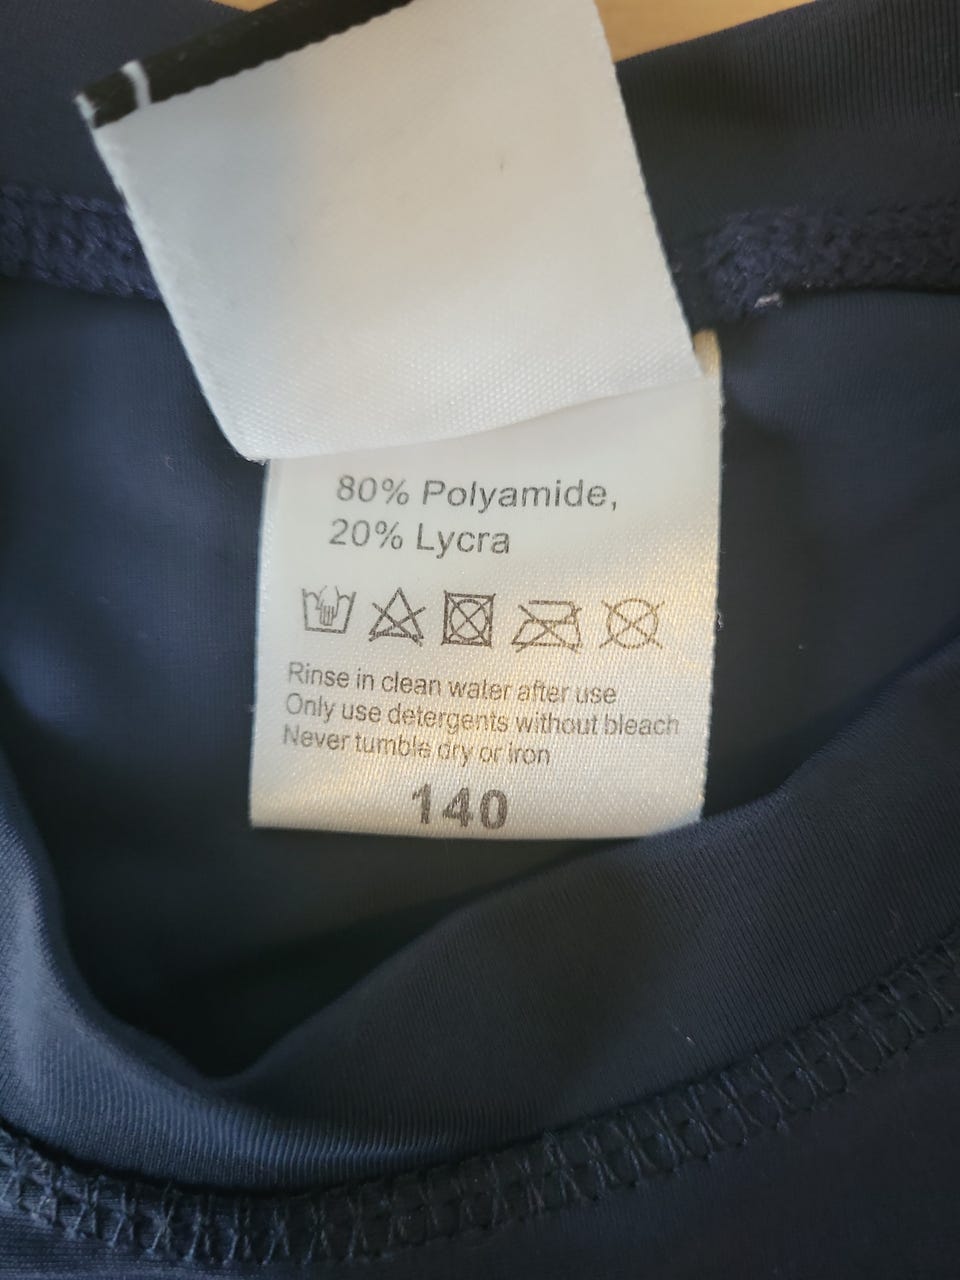 80% Polyamide,
20% Lycra
Rinse in clean water after use
Only use detergents without bleach
Never tumble dry or iron
140